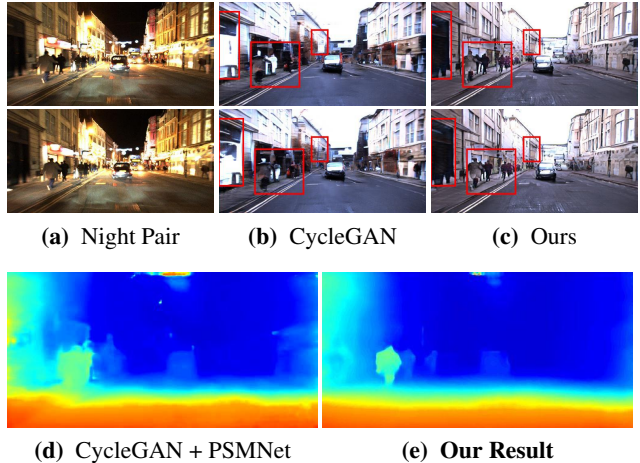 (a) Night Pair
(b) CycleGAN
(c) Ours
(d) CycleGAN + PSMNet
(e) Our Result